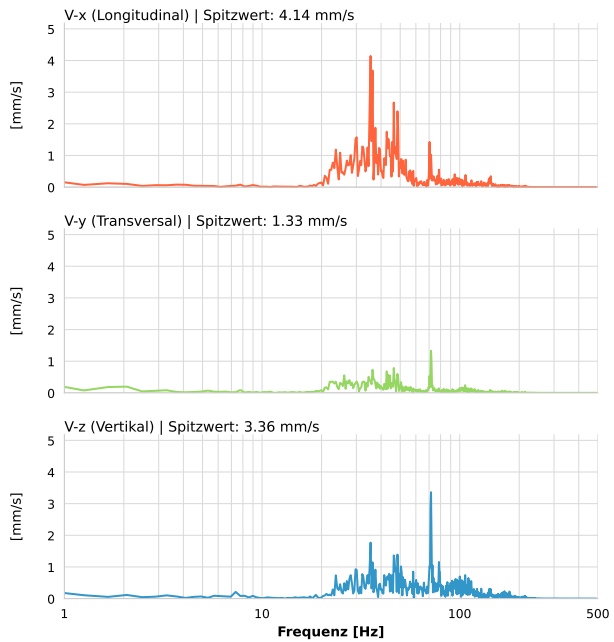 V-x (Longitudinal) | Spitzwert: 4.14 mm/s
5
4
3
2
1
0
[mm/s]
V-y (Transversal) | Spitzwert: 1.33 mm/s
5
4
3
2
1
0
[mm/s]
V-z (Vertikal) | Spitzwert: 3.36 mm/s
5
4
3
2
1
0
[mm/s]
1 10 100 500
Frequenz [Hz]